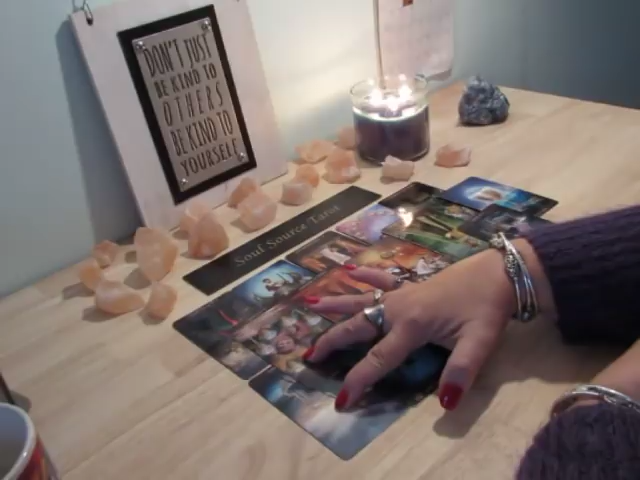 DON'T JUST
BE KIND TO
OTHERS
BE KIND TO
YOURSELF
Soul Source Tarot